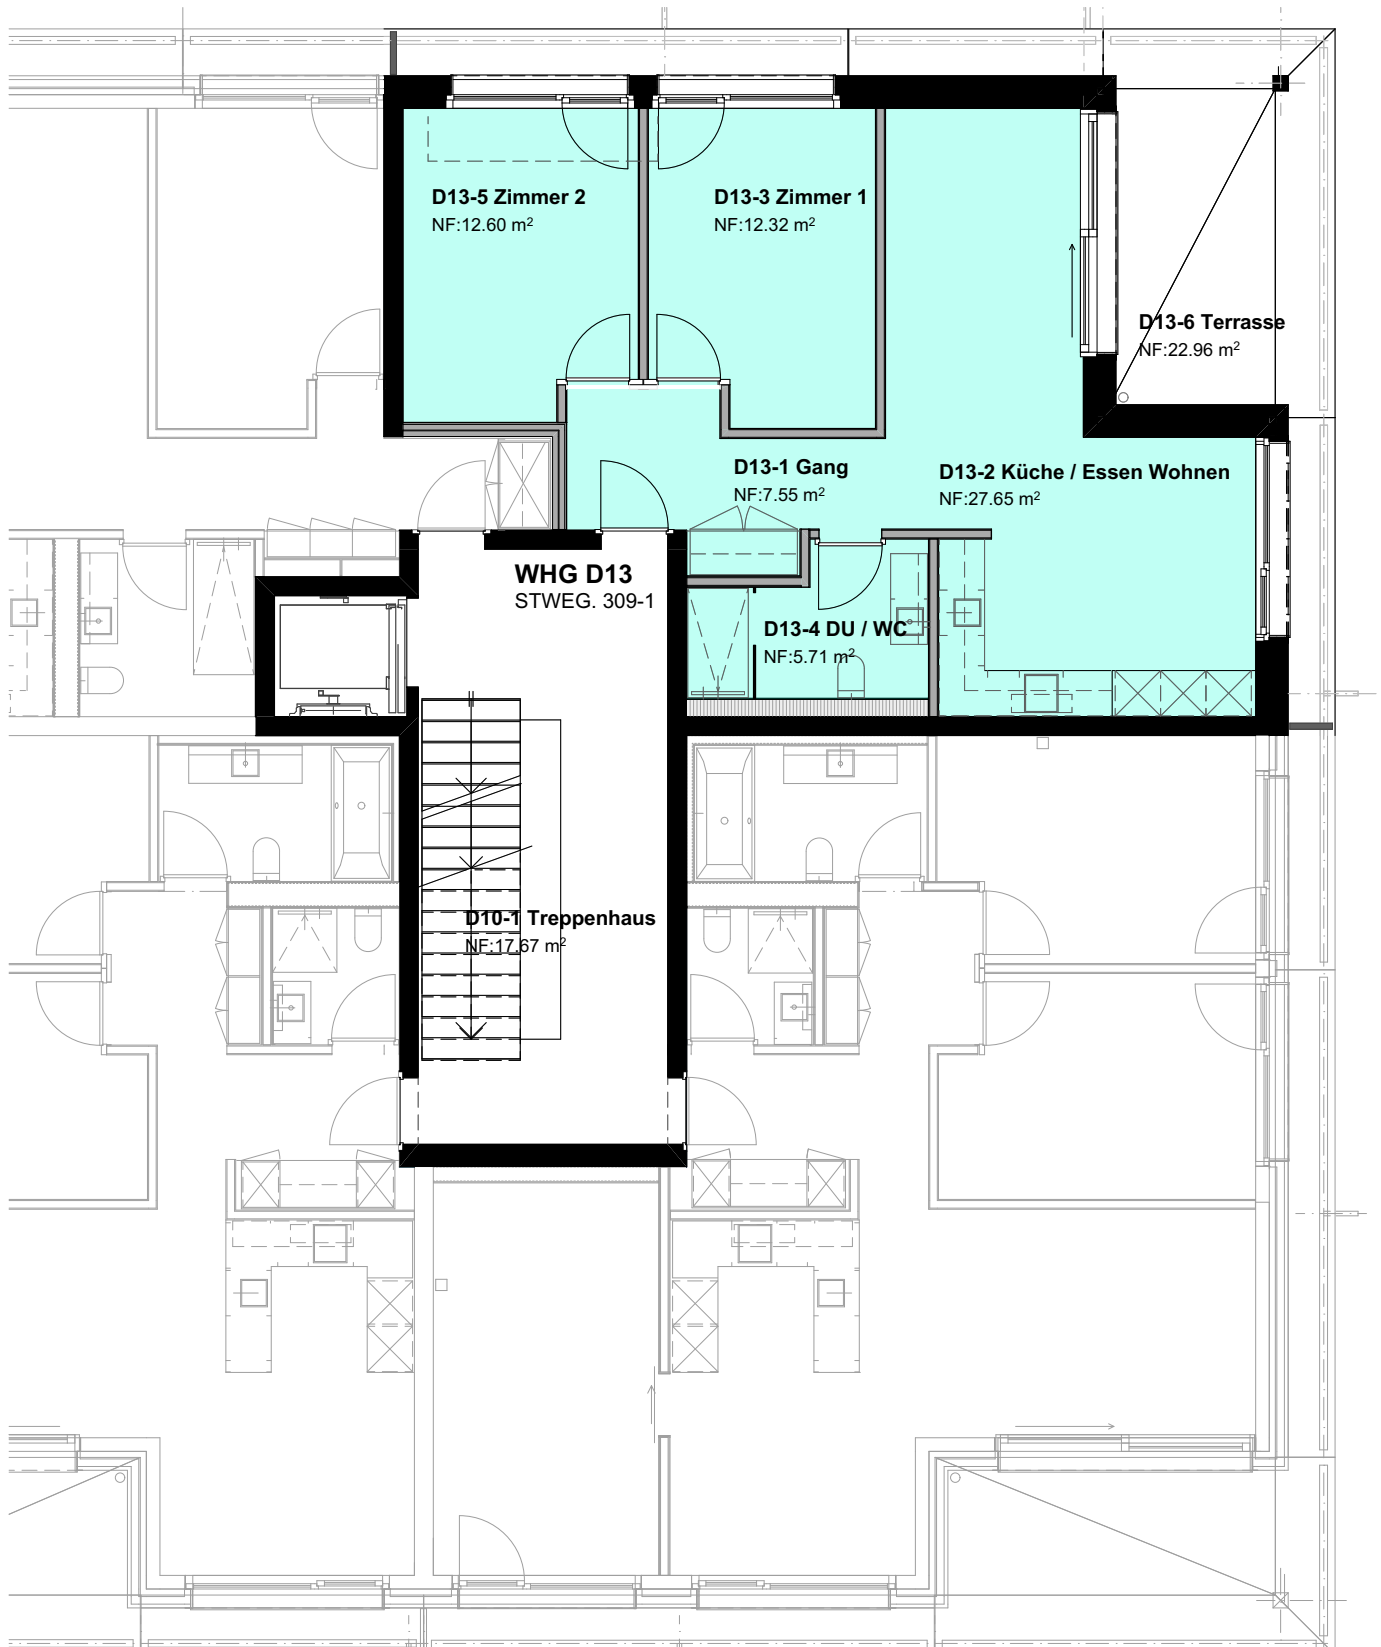 D13-5 Zimmer 2
NF:12.60 m²
D13-3 Zimmer 1
NF:12.32 m²
D13-6 Terrasse
NF:22.96 m²
D13-1 Gang
NF:7.55 m²
D13-2 Küche / Essen Wohnen
NF:27.65 m²
WHG D13
STWEG. 309-1
D13-4 DU / WC
NF:5.71 m²
D10-1 Treppenhaus
NF:17.67 m²